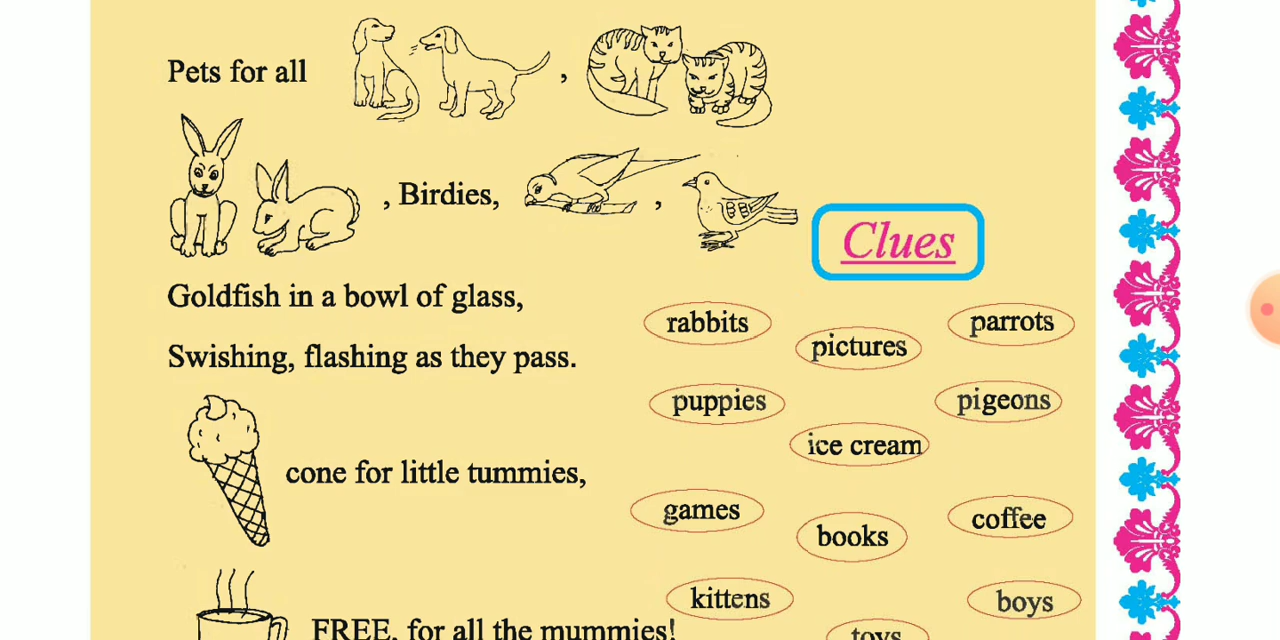 Pets for all , 
, Birdies, ,
Clues
Goldfish in a bowl of glass,
Swishing, flashing as they pass.
cone for little tummies,
FREE, for all the mummies!
rabbits
pictures
parrots
puppies
pigeons
ice cream
games
books
coffee
kittens
boys
toys